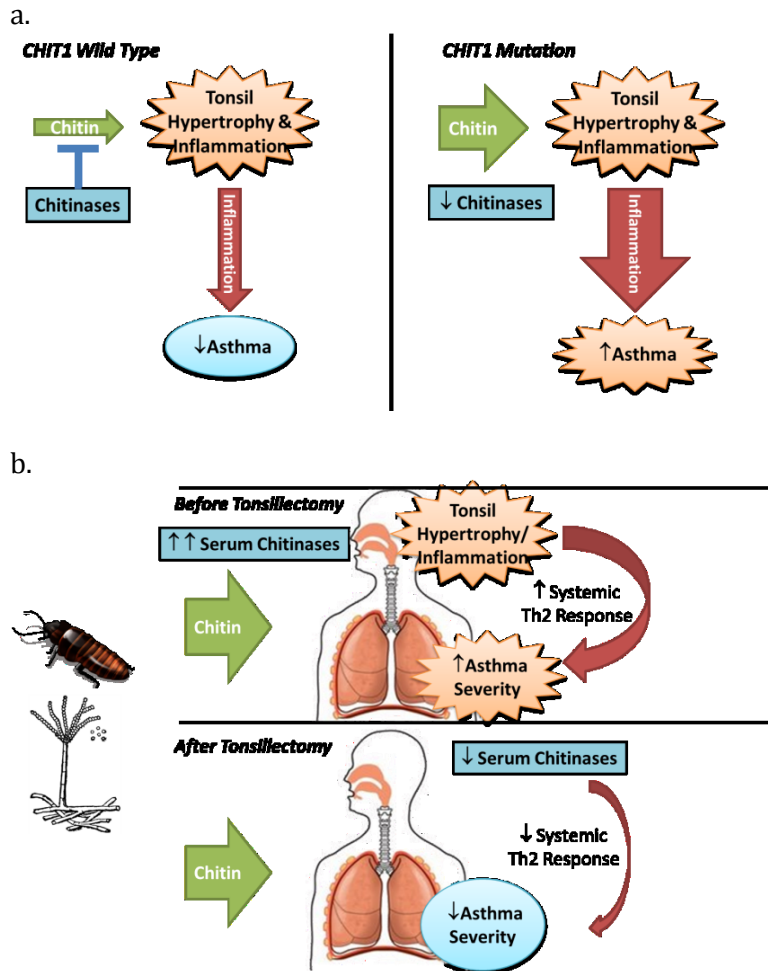 a.
CHIT1 Wild Type
Chitin
Tonsil
Hypertrophy &
Inflammation
Chitinases
Inflammation
↓Asthma
CHIT1 Mutation
Chitin
Tonsil
Hypertrophy &
Inflammation
↓ Chitinases
Inflammation
↑Asthma
b.
Before Tonsillectomy
↑↑ Serum Chitinases
Tonsil
Hypertrophy/
Inflammation
Chitin
↑ Systemic
Th2 Response
↑Asthma
Severity
After Tonsillectomy
↓ Serum Chitinases
Chitin
↓ Systemic
Th2 Response
↓Asthma
Severity